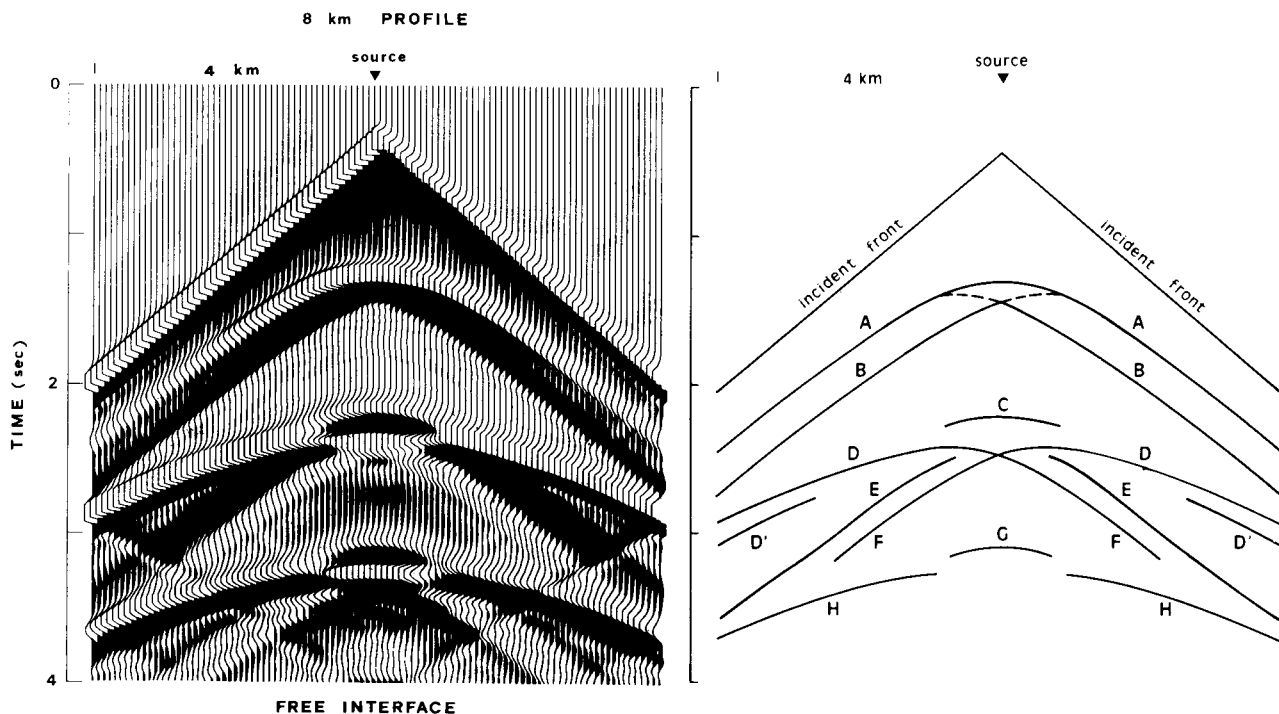 8 km PROFILE
4 km
source
0
2
4
TIME (sec)
FREE INTERFACE
source
4 km
incident front
incident front
A
A
B
B
C
D
D
E
E
D'
F
F
D'
G
H
H